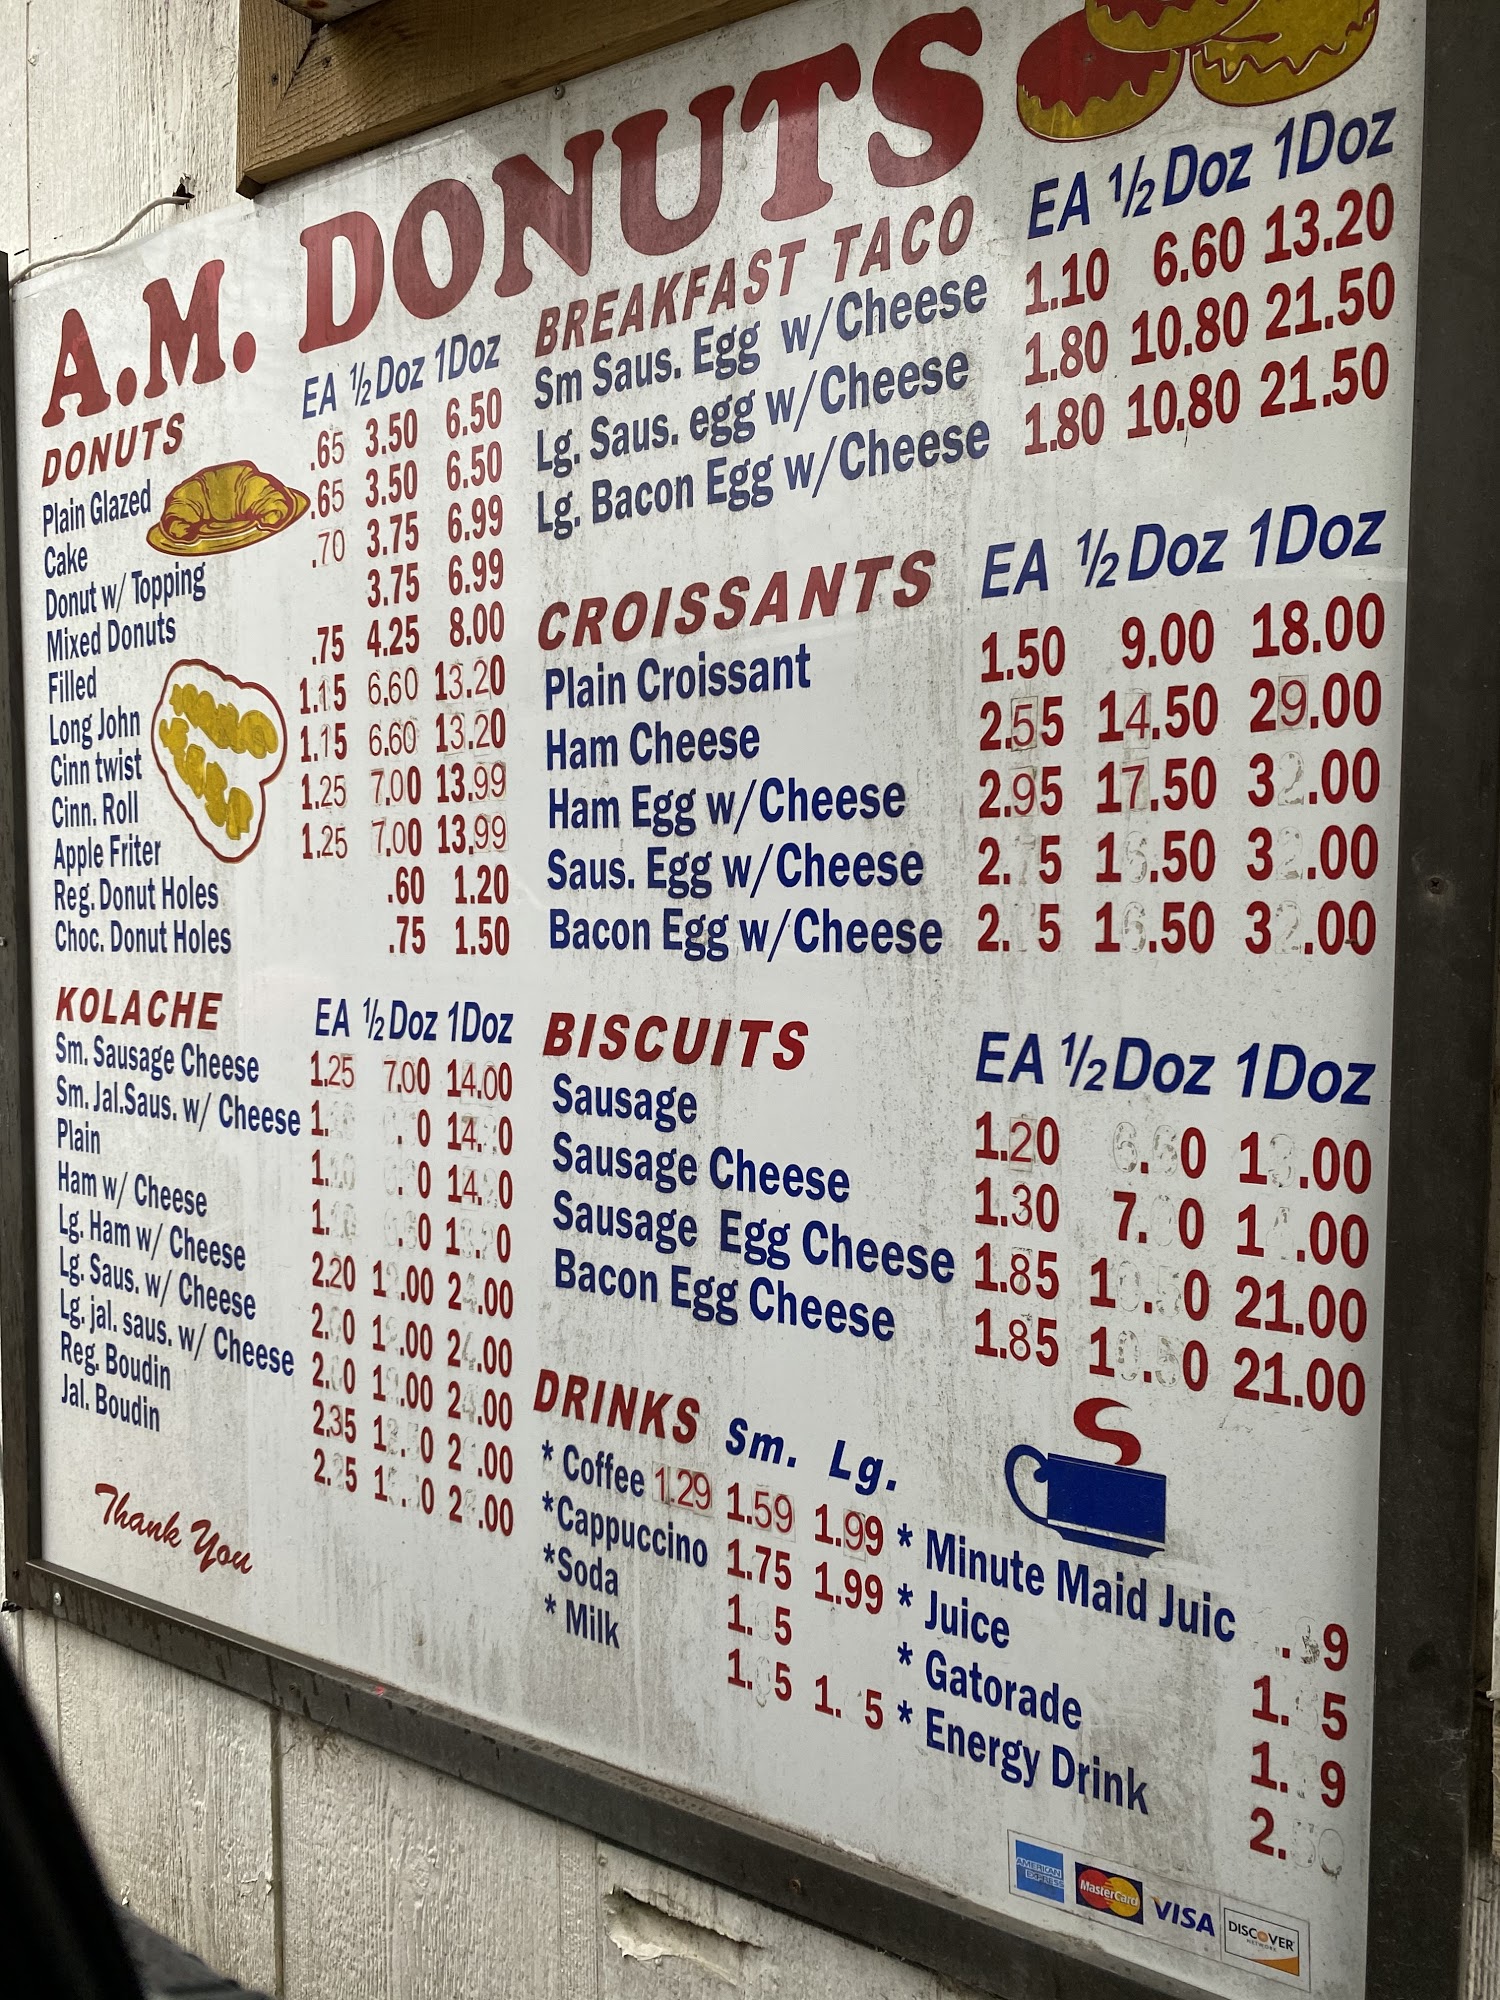 A.M. DONUTS
DONUTS EA ½ Doz 1Doz
Plain Glazed .65 3.50 6.50
Cake .65 3.50 6.50
Donut w/ Topping .70 3.75 6.99
Mixed Donuts 3.75 6.99
Filled .75 4.25 8.00
Long John 1.15 6.60 13.20
Cinn twist 1.15 6.60 13.20
Cinn. Roll 1.25 7.00 13.99
Apple Friter 1.25 7.00 13.99
Reg. Donut Holes .60 1.20
Choc. Donut Holes .75 1.50
KOLACHE EA ½ Doz 1Doz
Sm. Sausage Cheese 1.25 7.00 14.00
Sm. Jal.Saus. w/ Cheese
Plain
Ham w/ Cheese
Lg. Ham w/ Cheese 2.20
Lg. Saus. w/ Cheese
Lg. jal. saus. w/ Cheese
Reg. Boudin 2.35
Jal. Boudin
Thank You
BREAKFAST TACO EA ½ Doz 1Doz
Sm Saus. Egg w/Cheese 1.10 6.60 13.20
Lg. Saus. egg w/Cheese 1.80 10.80 21.50
Lg. Bacon Egg w/Cheese 1.80 10.80 21.50
CROISSANTS EA ½ Doz 1Doz
Plain Croissant 1.50 9.00 18.00
Ham Cheese 2.55 14.50 29.00
Ham Egg w/Cheese 2.95 17.50
Saus. Egg w/Cheese
Bacon Egg w/Cheese
BISCUITS EA ½ Doz 1Doz
Sausage 1.20
Sausage Cheese 1.30
Sausage Egg Cheese 1.85 21.00
Bacon Egg Cheese 1.85 21.00
DRINKS Sm. Lg.
* Coffee 1.29 1.59 1.99
*Cappuccino 1.75 1.99
*Soda
* Milk
* Minute Maid Juic
* Juice
* Gatorade
* Energy Drink
AMERICAN EXPRESS MasterCard VISA DISCOVER NETWORK